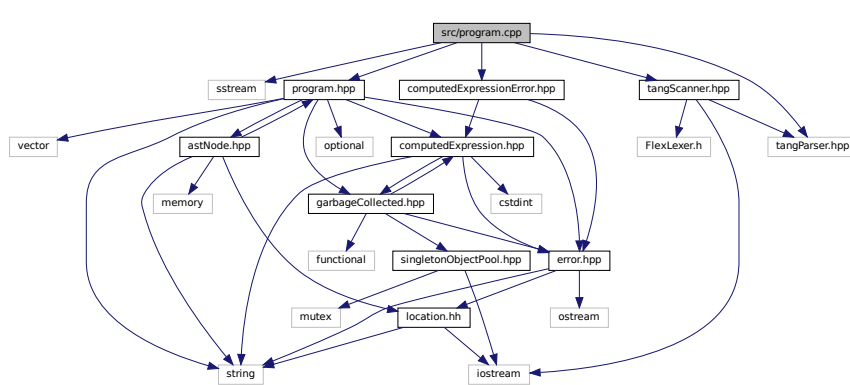 src/program.cpp
sstream
program.hpp
computedExpressionError.hpp
tangScanner.hpp
vector
astNode.hpp
optional
computedExpression.hpp
FlexLexer.h
tangParser.hpp
memory
garbageCollected.hpp
cstdint
functional
singletonObjectPool.hpp
error.hpp
mutex
location.hh
ostream
string
iostream